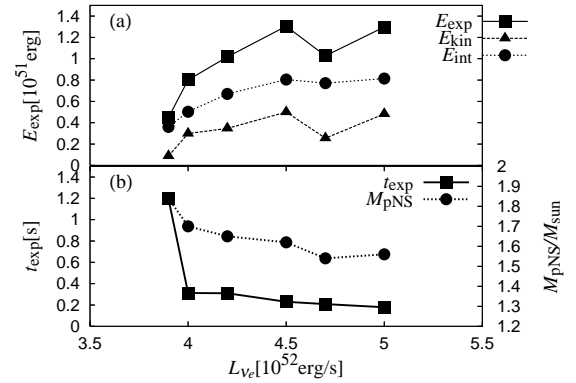 (a)
E_exp
E_kin
E_int
E_exp[10^51 erg]
1.4
1.2
1
0.8
0.6
0.4
0.2
0
(b)
t_exp
M_pNS
t_exp[s]
1.4
1.2
1
0.8
0.6
0.4
0.2
0
2
1.9
1.8
1.7
1.6
1.5
1.4
1.3
1.2
M_pNS/M_sun
3.5 4 4.5 5 5.5
L_νe[10^52erg/s]